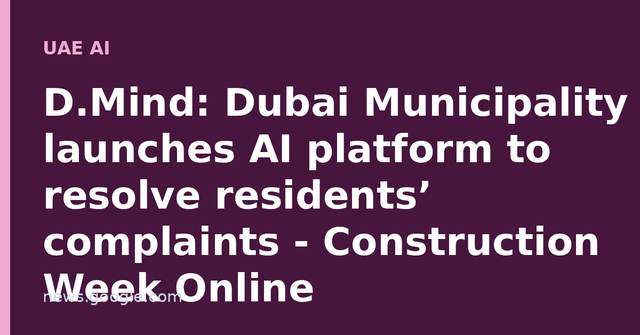 UAE AI
D.Mind: Dubai Municipality
launches AI platform to
resolve residents’
complaints - Construction
Week Online
news.google.com